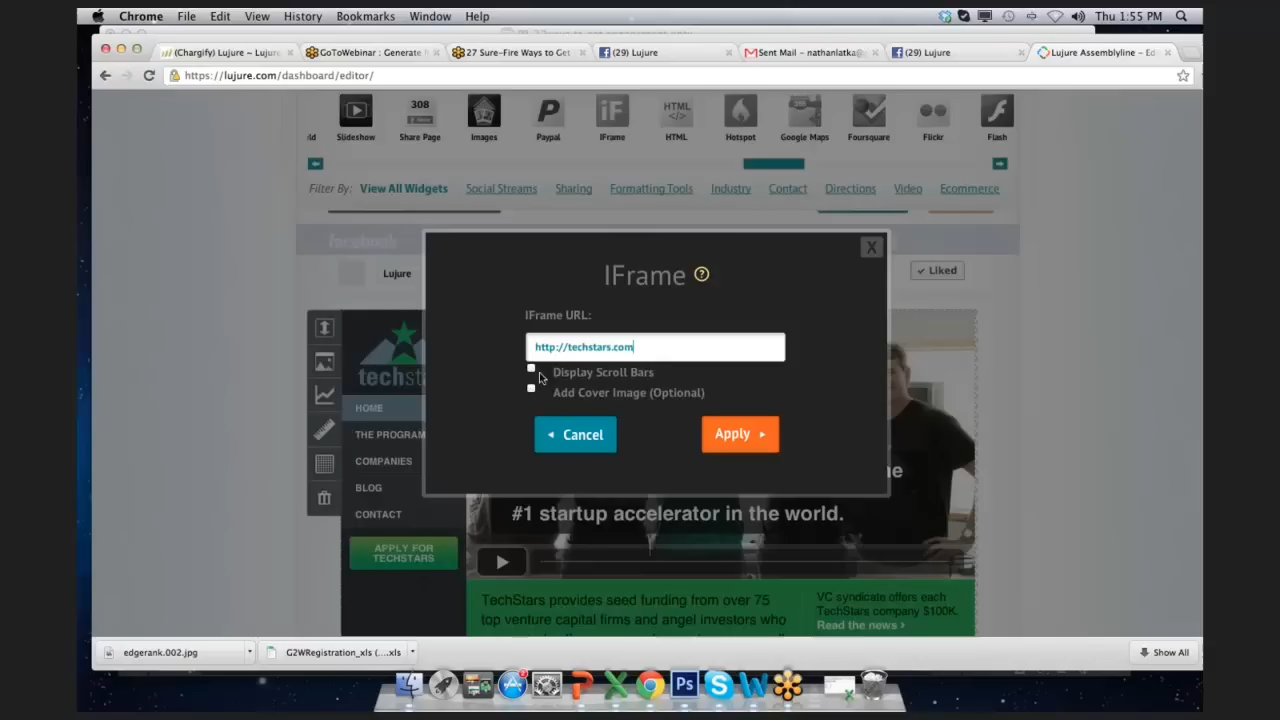 Chrome File Edit View History Bookmarks Window Help Thu 1:55 PM
(Chargify) Lujure ~ Lujur GoToWebinar : Generate 27 Sure-Fire Ways to Get (29) Lujure Sent Mail - nathanlatka@ (29) Lujure Lujure Assemblyline - Ed
https://lujure.com/dashboard/editor/
308
HTML
ld Slideshow Share Page Images Paypal IFrame HTML Hotspot Google Maps Foursquare Flickr Flash
Filter By: View All Widgets Social Streams Sharing Formatting Tools Industry Contact Directions Video Ecommerce
facebook
X
IFrame ?
Lujure
Liked
IFrame URL:
http://techstars.com
Display Scroll Bars
techst
Add Cover Image (Optional)
HOME
THE PROGRAM
Cancel Apply
COMPANIES
BLOG
CONTACT
#1 startup accelerator in the world.
APPLY FOR
TECHSTARS
TechStars provides seed funding from over 75
top venture capital firms and angel investors who
VC syndicate offers each
TechStars company $100K.
Read the news >
edgerank.002.jpg G2WRegistration_xls (....xls Show All
Ps